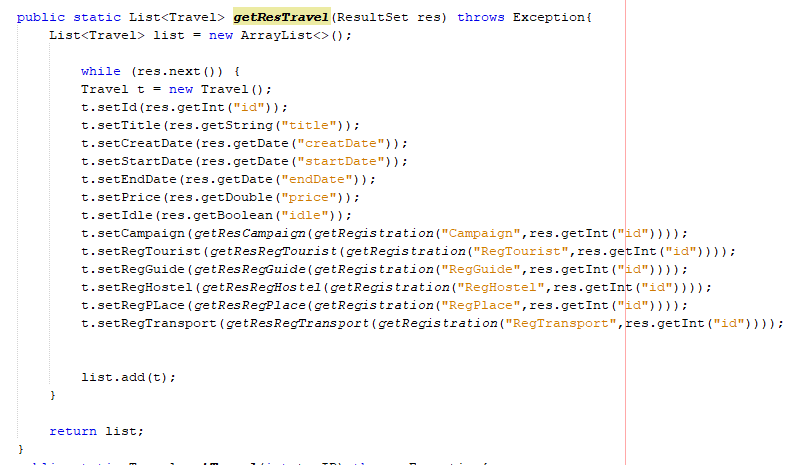 public static List<Travel> getResTravel(ResultSet res) throws Exception{
List<Travel> list = new ArrayList<>();
while (res.next()) {
Travel t = new Travel();
t.setId(res.getInt("id"));
t.setTitle(res.getString("title"));
t.setCreatDate(res.getDate("creatDate"));
t.setStartDate(res.getDate("startDate"));
t.setEndDate(res.getDate("endDate"));
t.setPrice(res.getDouble("price"));
t.setIdle(res.getBoolean("idle"));
t.setCampaign(getResCampaign(getRegistration("Campaign",res.getInt("id"))));
t.setRegTourist(getResRegTourist(getRegistration("RegTourist",res.getInt("id"))));
t.setRegGuide(getResRegGuide(getRegistration("RegGuide",res.getInt("id"))));
t.setRegHostel(getResRegHostel(getRegistration("RegHostel",res.getInt("id"))));
t.setRegPLace(getResRegPlace(getRegistration("RegPlace",res.getInt("id"))));
t.setRegTransport(getResRegTransport(getRegistration("RegTransport",res.getInt("id"))));
list.add(t);
}
return list;
}